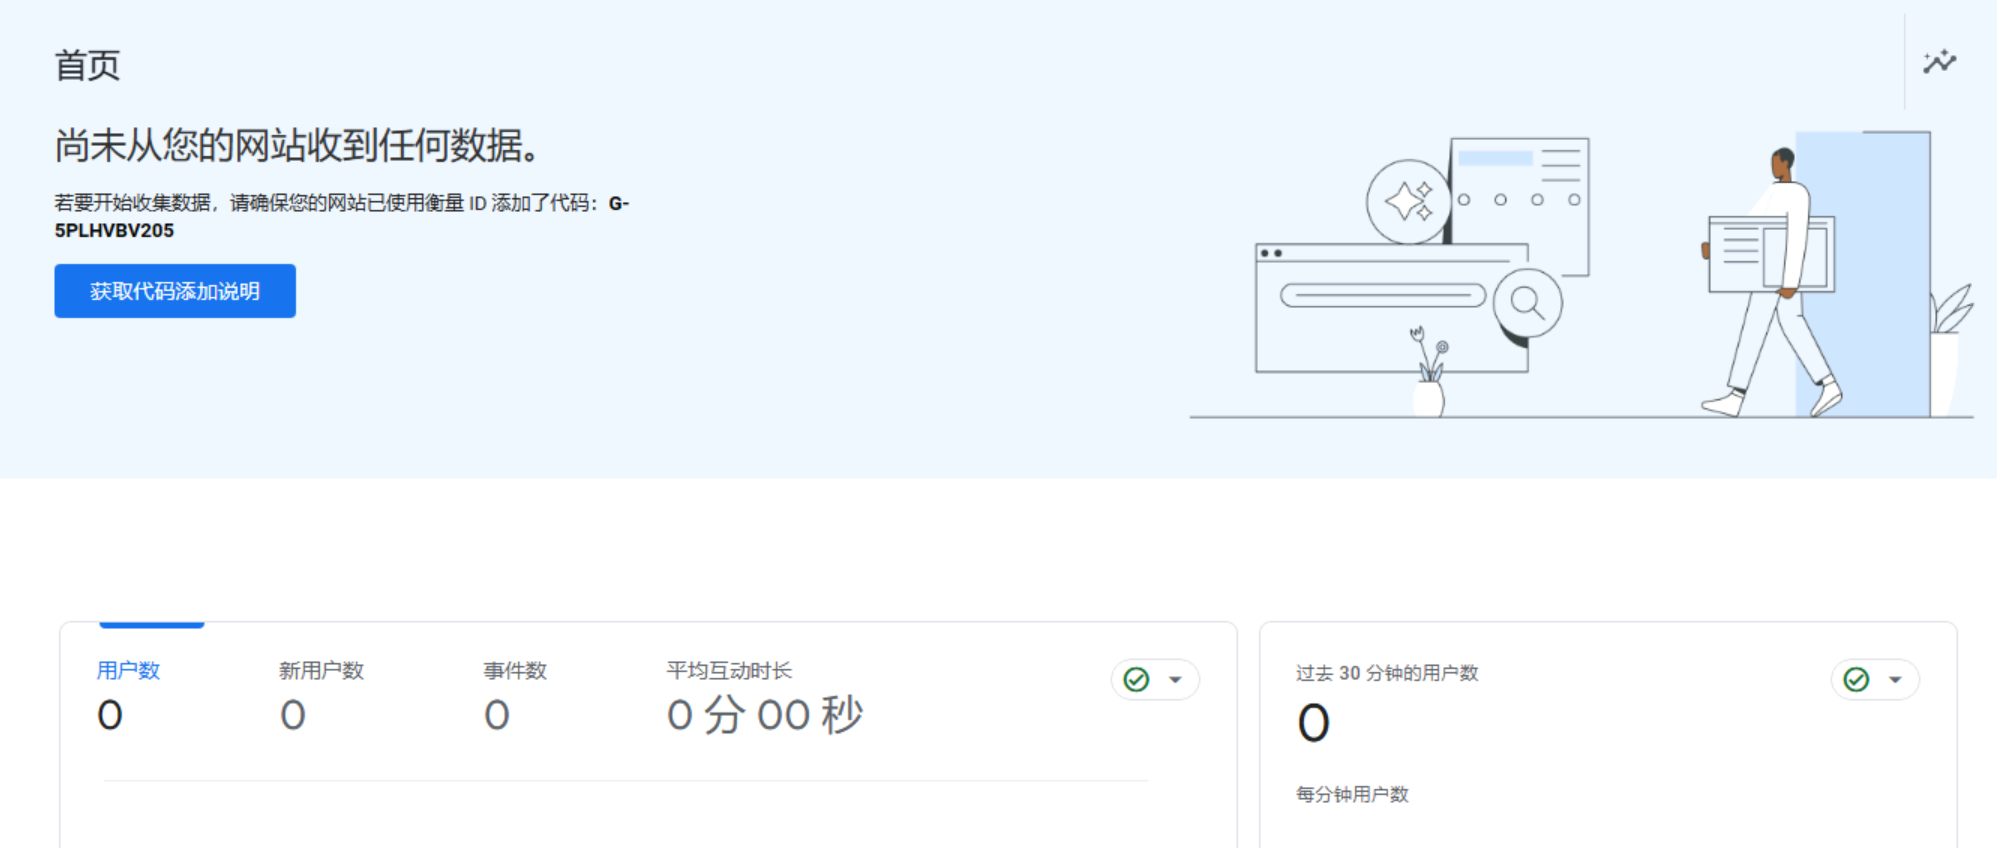 首页
尚未从您的网站收到任何数据。
若要开始收集数据，请确保您的网站已使用衡量 ID 添加了代码：G-
5PLHVBV205
获取代码添加说明
用户数
0
新用户数
0
事件数
0
平均互动时长
0 分 00 秒
过去 30 分钟的用户数
0
每分钟用户数